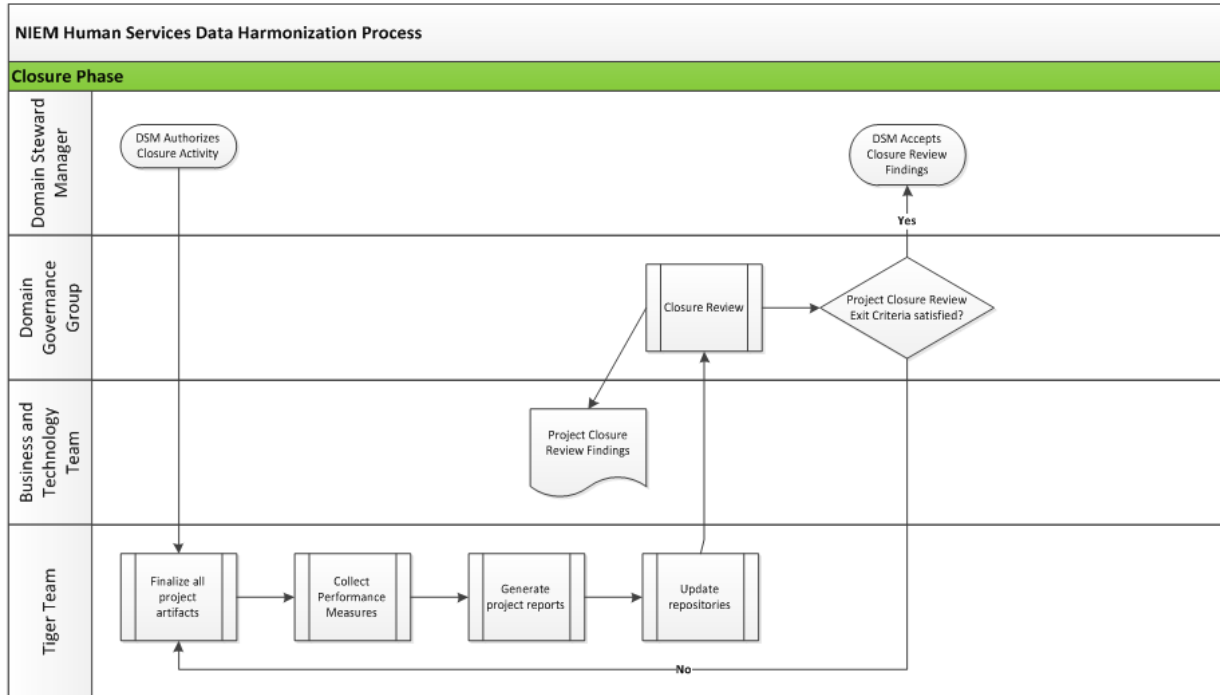 NIEM Human Services Data Harmonization Process
Closure Phase
Domain Steward
Manager
DSM Authorizes
Closure Activity
DSM Accepts
Closure Review
Findings
Yes
Domain
Governance
Group
Closure Review
Project Closure Review
Exit Criteria satisfied?
Business and
Technology
Team
Project Closure
Review Findings
Tiger Team
Finalize all
project
artifacts
Collect
Performance
Measures
Generate
project reports
Update
repositories
No